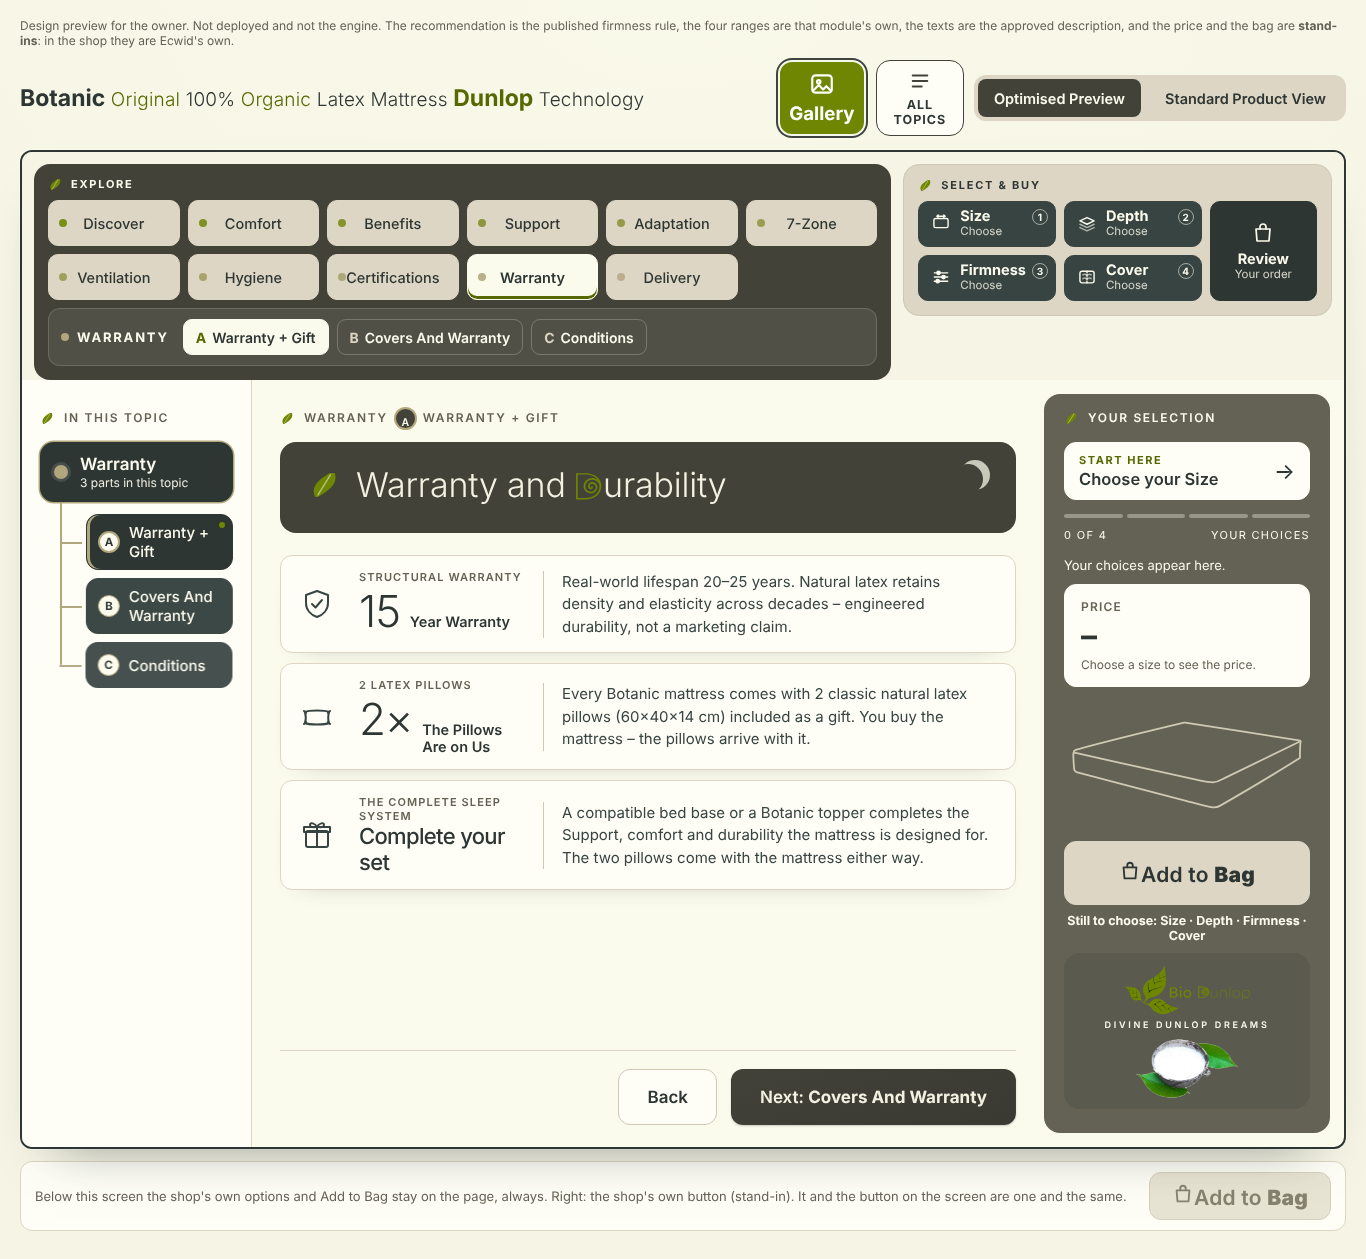 Design preview for the owner. Not deployed and not the engine. The recommendation is the published firmness rule, the four ranges are that module's own, the texts are the approved description, and the price and the bag are stand-
ins: in the shop they are Ecwid's own.
Botanic Original 100% Organic Latex Mattress Dunlop Technology
Gallery
ALL
TOPICS
Optimised Preview
Standard Product View
EXPLORE
Discover
Comfort
Benefits
Support
Adaptation
7-Zone
Ventilation
Hygiene
Certifications
Warranty
Delivery
WARRANTY
A Warranty + Gift
B Covers And Warranty
C Conditions
SELECT & BUY
Size
Choose
1
Depth
Choose
2
Firmness
Choose
3
Cover
Choose
4
Review
Your order
IN THIS TOPIC
Warranty
3 parts in this topic
A
Warranty +
Gift
B
Covers And
Warranty
C
Conditions
WARRANTY A WARRANTY + GIFT
Warranty and Durability
STRUCTURAL WARRANTY
15 Year Warranty
Real-world lifespan 20–25 years. Natural latex retains
density and elasticity across decades – engineered
durability, not a marketing claim.
2 LATEX PILLOWS
2× The Pillows
Are on Us
Every Botanic mattress comes with 2 classic natural latex
pillows (60×40×14 cm) included as a gift. You buy the
mattress – the pillows arrive with it.
THE COMPLETE SLEEP
SYSTEM
Complete your
set
A compatible bed base or a Botanic topper completes the
Support, comfort and durability the mattress is designed for.
The two pillows come with the mattress either way.
Back
Next: Covers And Warranty
YOUR SELECTION
START HERE
Choose your Size
0 OF 4
YOUR CHOICES
Your choices appear here.
PRICE
–
Choose a size to see the price.
Add to Bag
Still to choose: Size · Depth · Firmness ·
Cover
Bio Dunlop
DIVINE DUNLOP DREAMS
Below this screen the shop's own options and Add to Bag stay on the page, always. Right: the shop's own button (stand-in). It and the button on the screen are one and the same.
Add to Bag